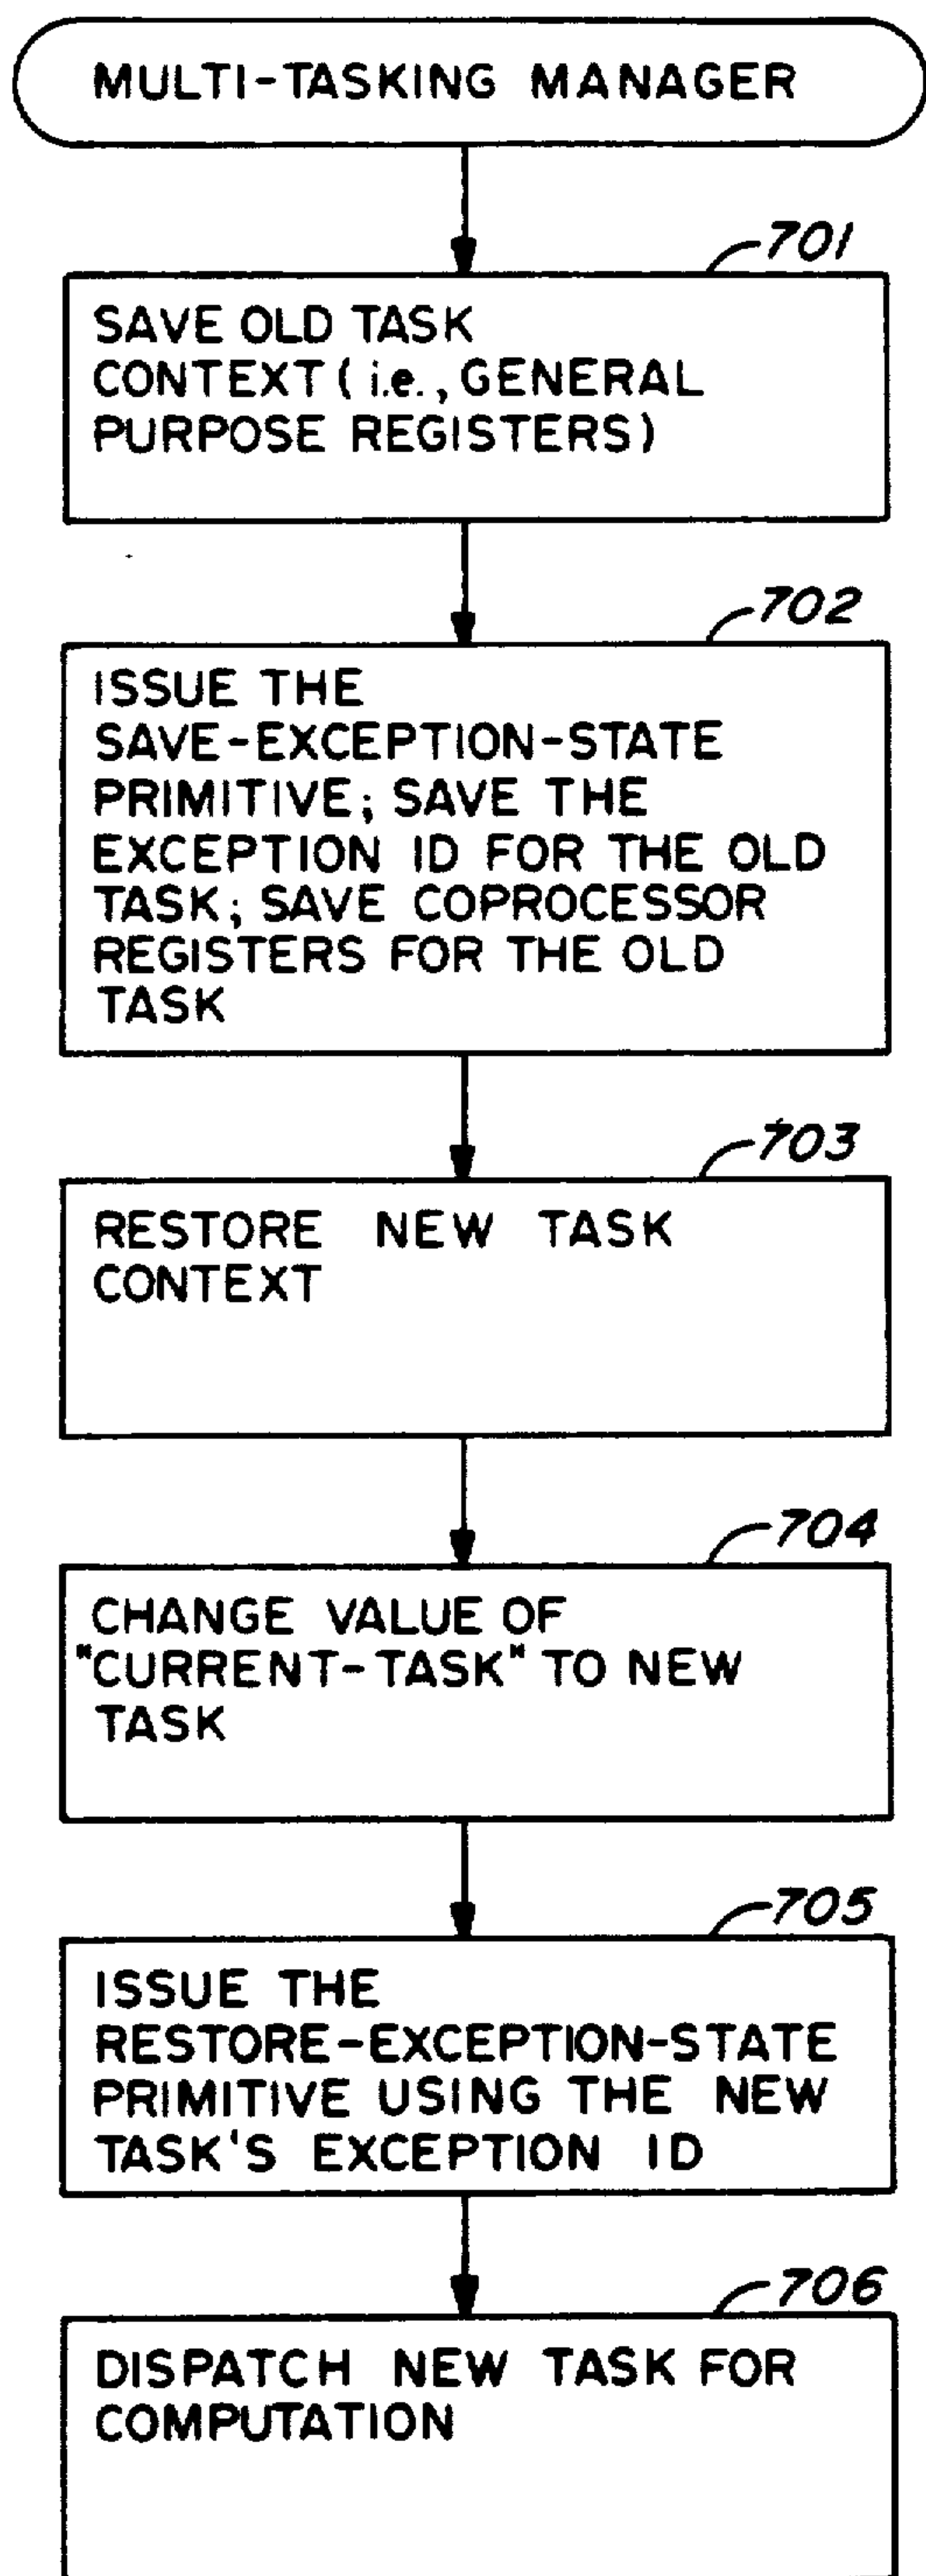 MULTI-TASKING MANAGER
701
SAVE OLD TASK
CONTEXT ( i.e., GENERAL
PURPOSE REGISTERS)
702
ISSUE THE
SAVE-EXCEPTION-STATE
PRIMITIVE; SAVE THE
EXCEPTION ID FOR THE OLD
TASK; SAVE COPROCESSOR
REGISTERS FOR THE OLD
TASK
703
RESTORE NEW TASK
CONTEXT
704
CHANGE VALUE OF
"CURRENT-TASK" TO NEW
TASK
705
ISSUE THE
RESTORE-EXCEPTION-STATE
PRIMITIVE USING THE NEW
TASK'S EXCEPTION ID
706
DISPATCH NEW TASK FOR
COMPUTATION